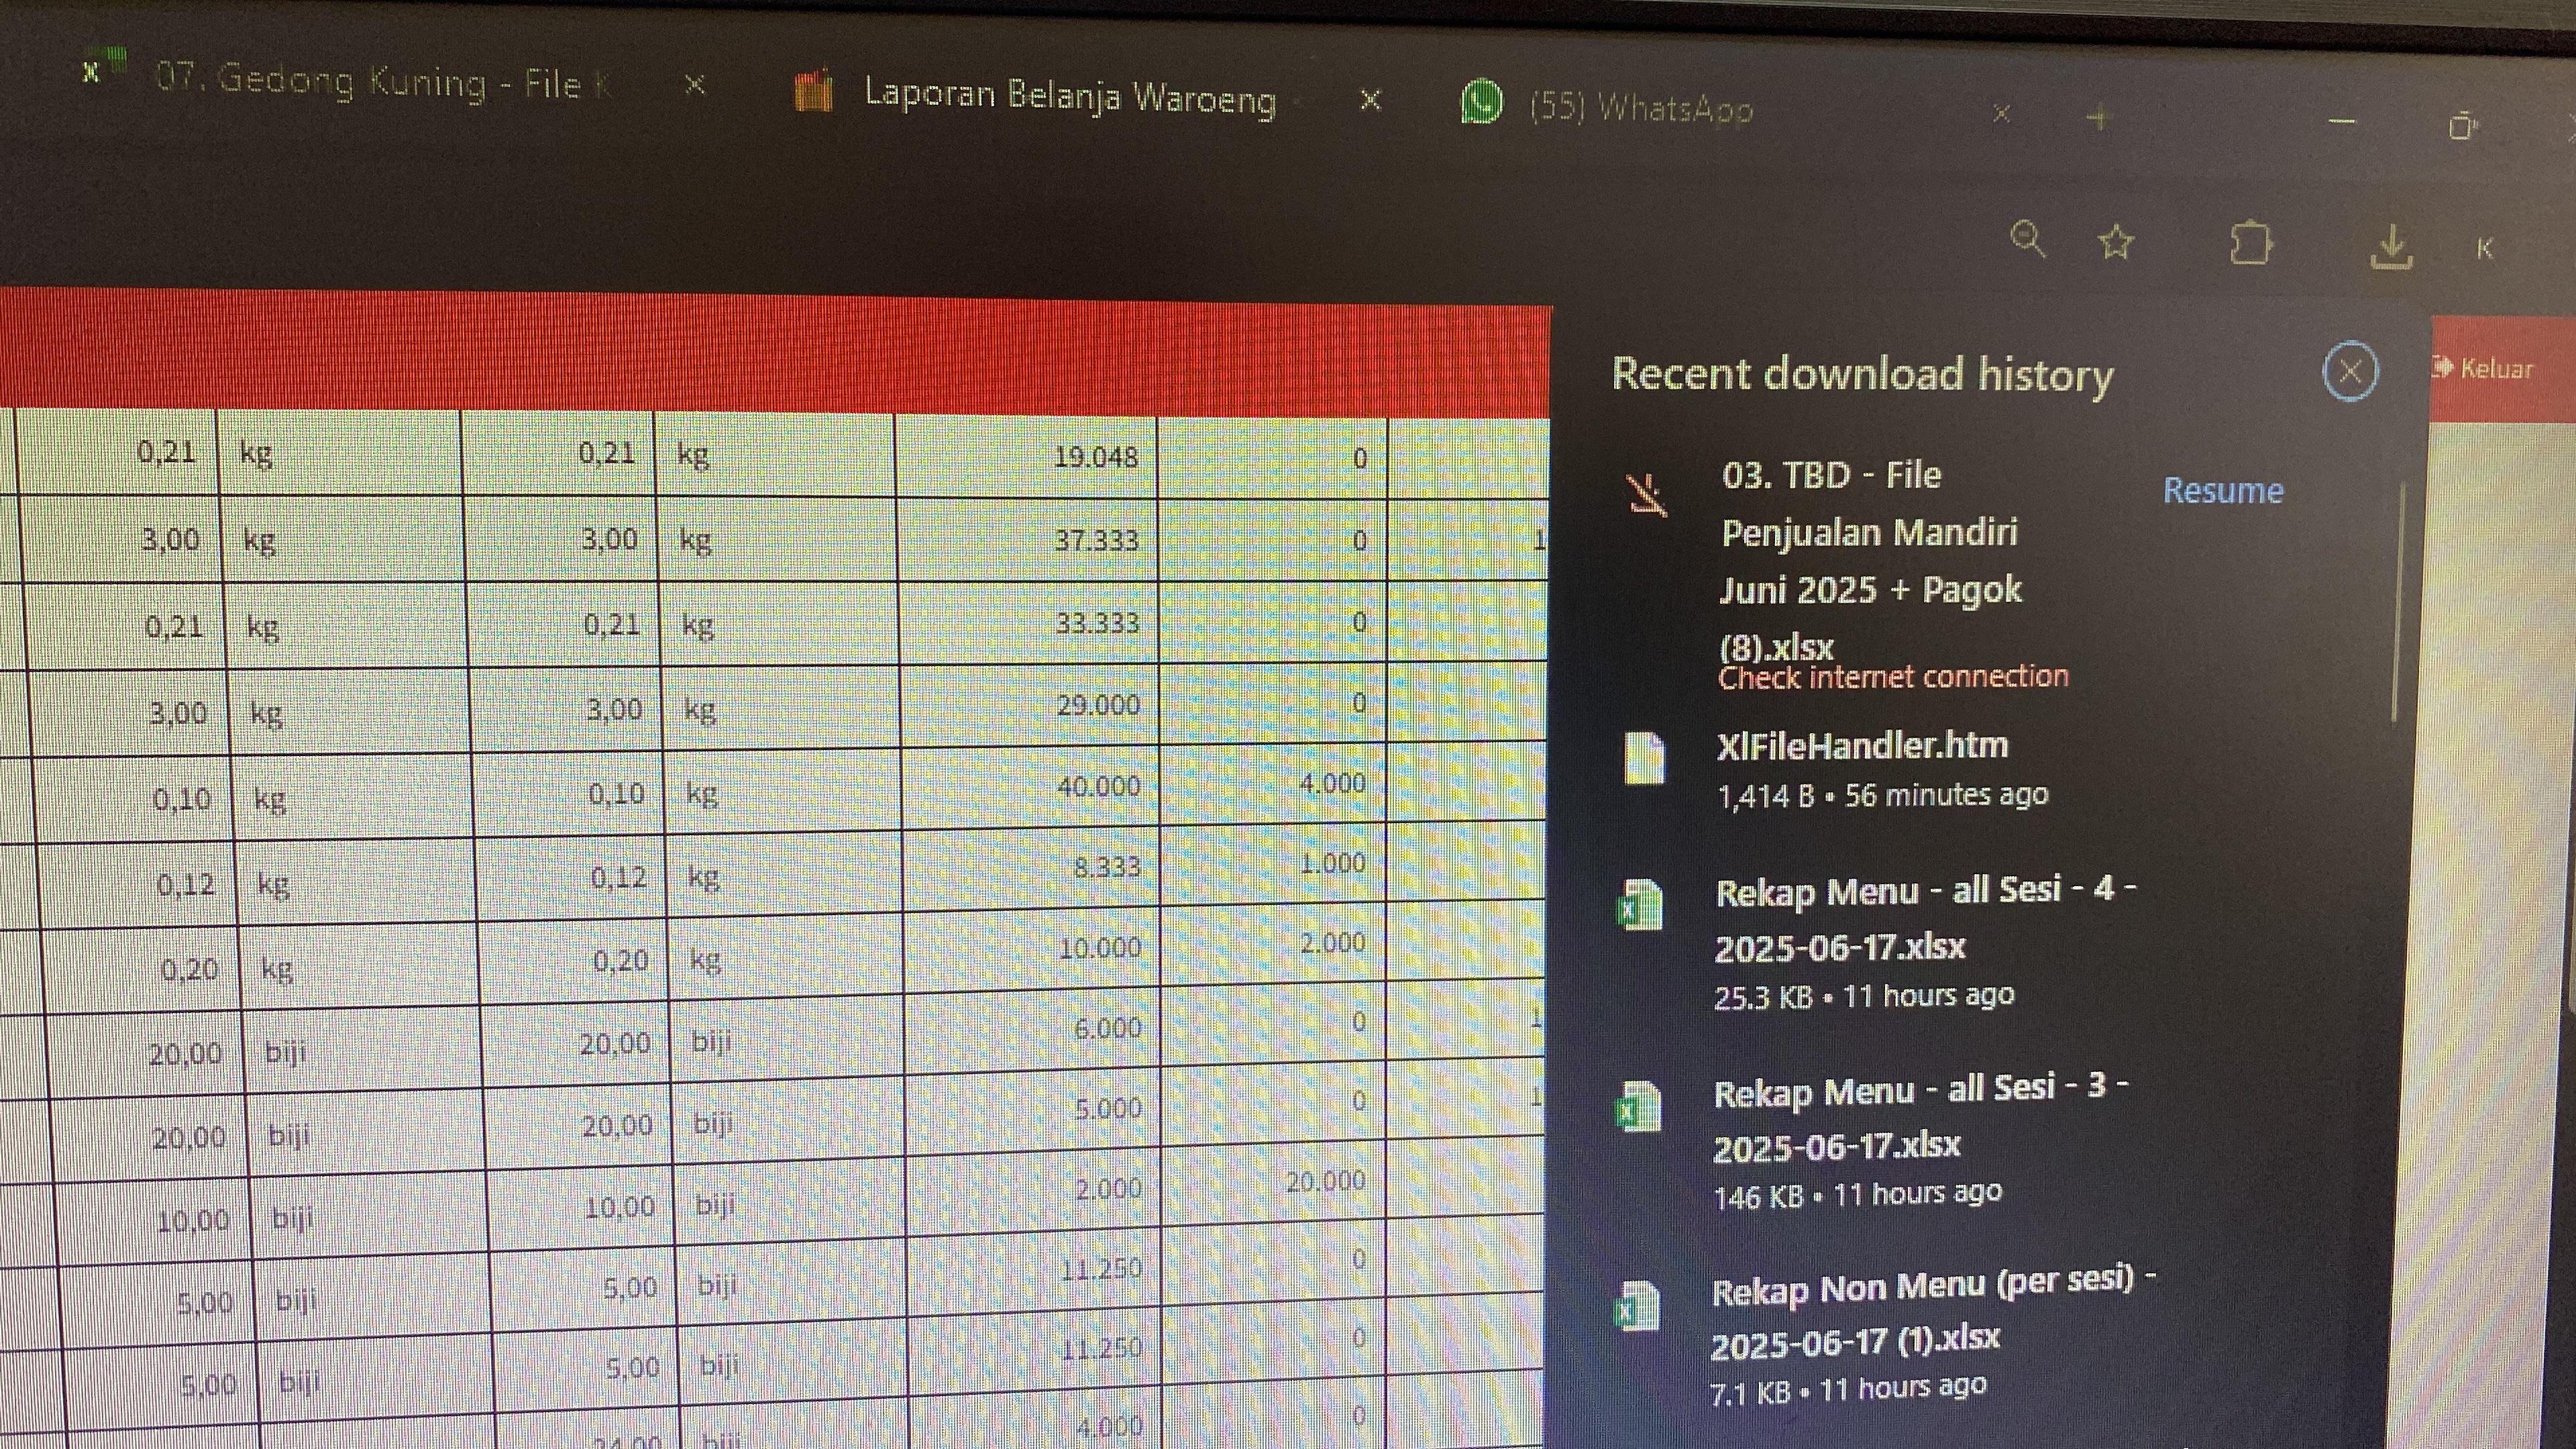 07. Gedong Kuning - File K
Laporan Belanja Waroeng
(55) WhatsApp
K
Keluar
0,21 kg 0,21 kg 19.048 0
3,00 kg 3,00 kg 37.333 0 1
0,21 kg 0,21 kg 33.333 0
3,00 kg 3,00 kg 29.000 0
0,10 kg 0,10 kg 40.000 4.000
0,12 kg 0,12 kg 8.333 1.000
0,20 kg 0,20 kg 10.000 2.000
20,00 biji 20,00 biji 6.000 0 1
20,00 biji 20,00 biji 5.000 0 1
10,00 biji 10,00 biji 2.000 20.000
5,00 biji 5,00 biji 11.250 0
5,00 biji 5,00 biji 11.250 0
biji 4.000 0
Recent download history
03. TBD - File
Resume
Penjualan Mandiri
Juni 2025 + Pagok
(8).xlsx
Check internet connection
XlFileHandler.htm
1,414 B • 56 minutes ago
Rekap Menu - all Sesi - 4 -
2025-06-17.xlsx
25.3 KB • 11 hours ago
Rekap Menu - all Sesi - 3 -
2025-06-17.xlsx
146 KB • 11 hours ago
Rekap Non Menu (per sesi) -
2025-06-17 (1).xlsx
7.1 KB • 11 hours ago